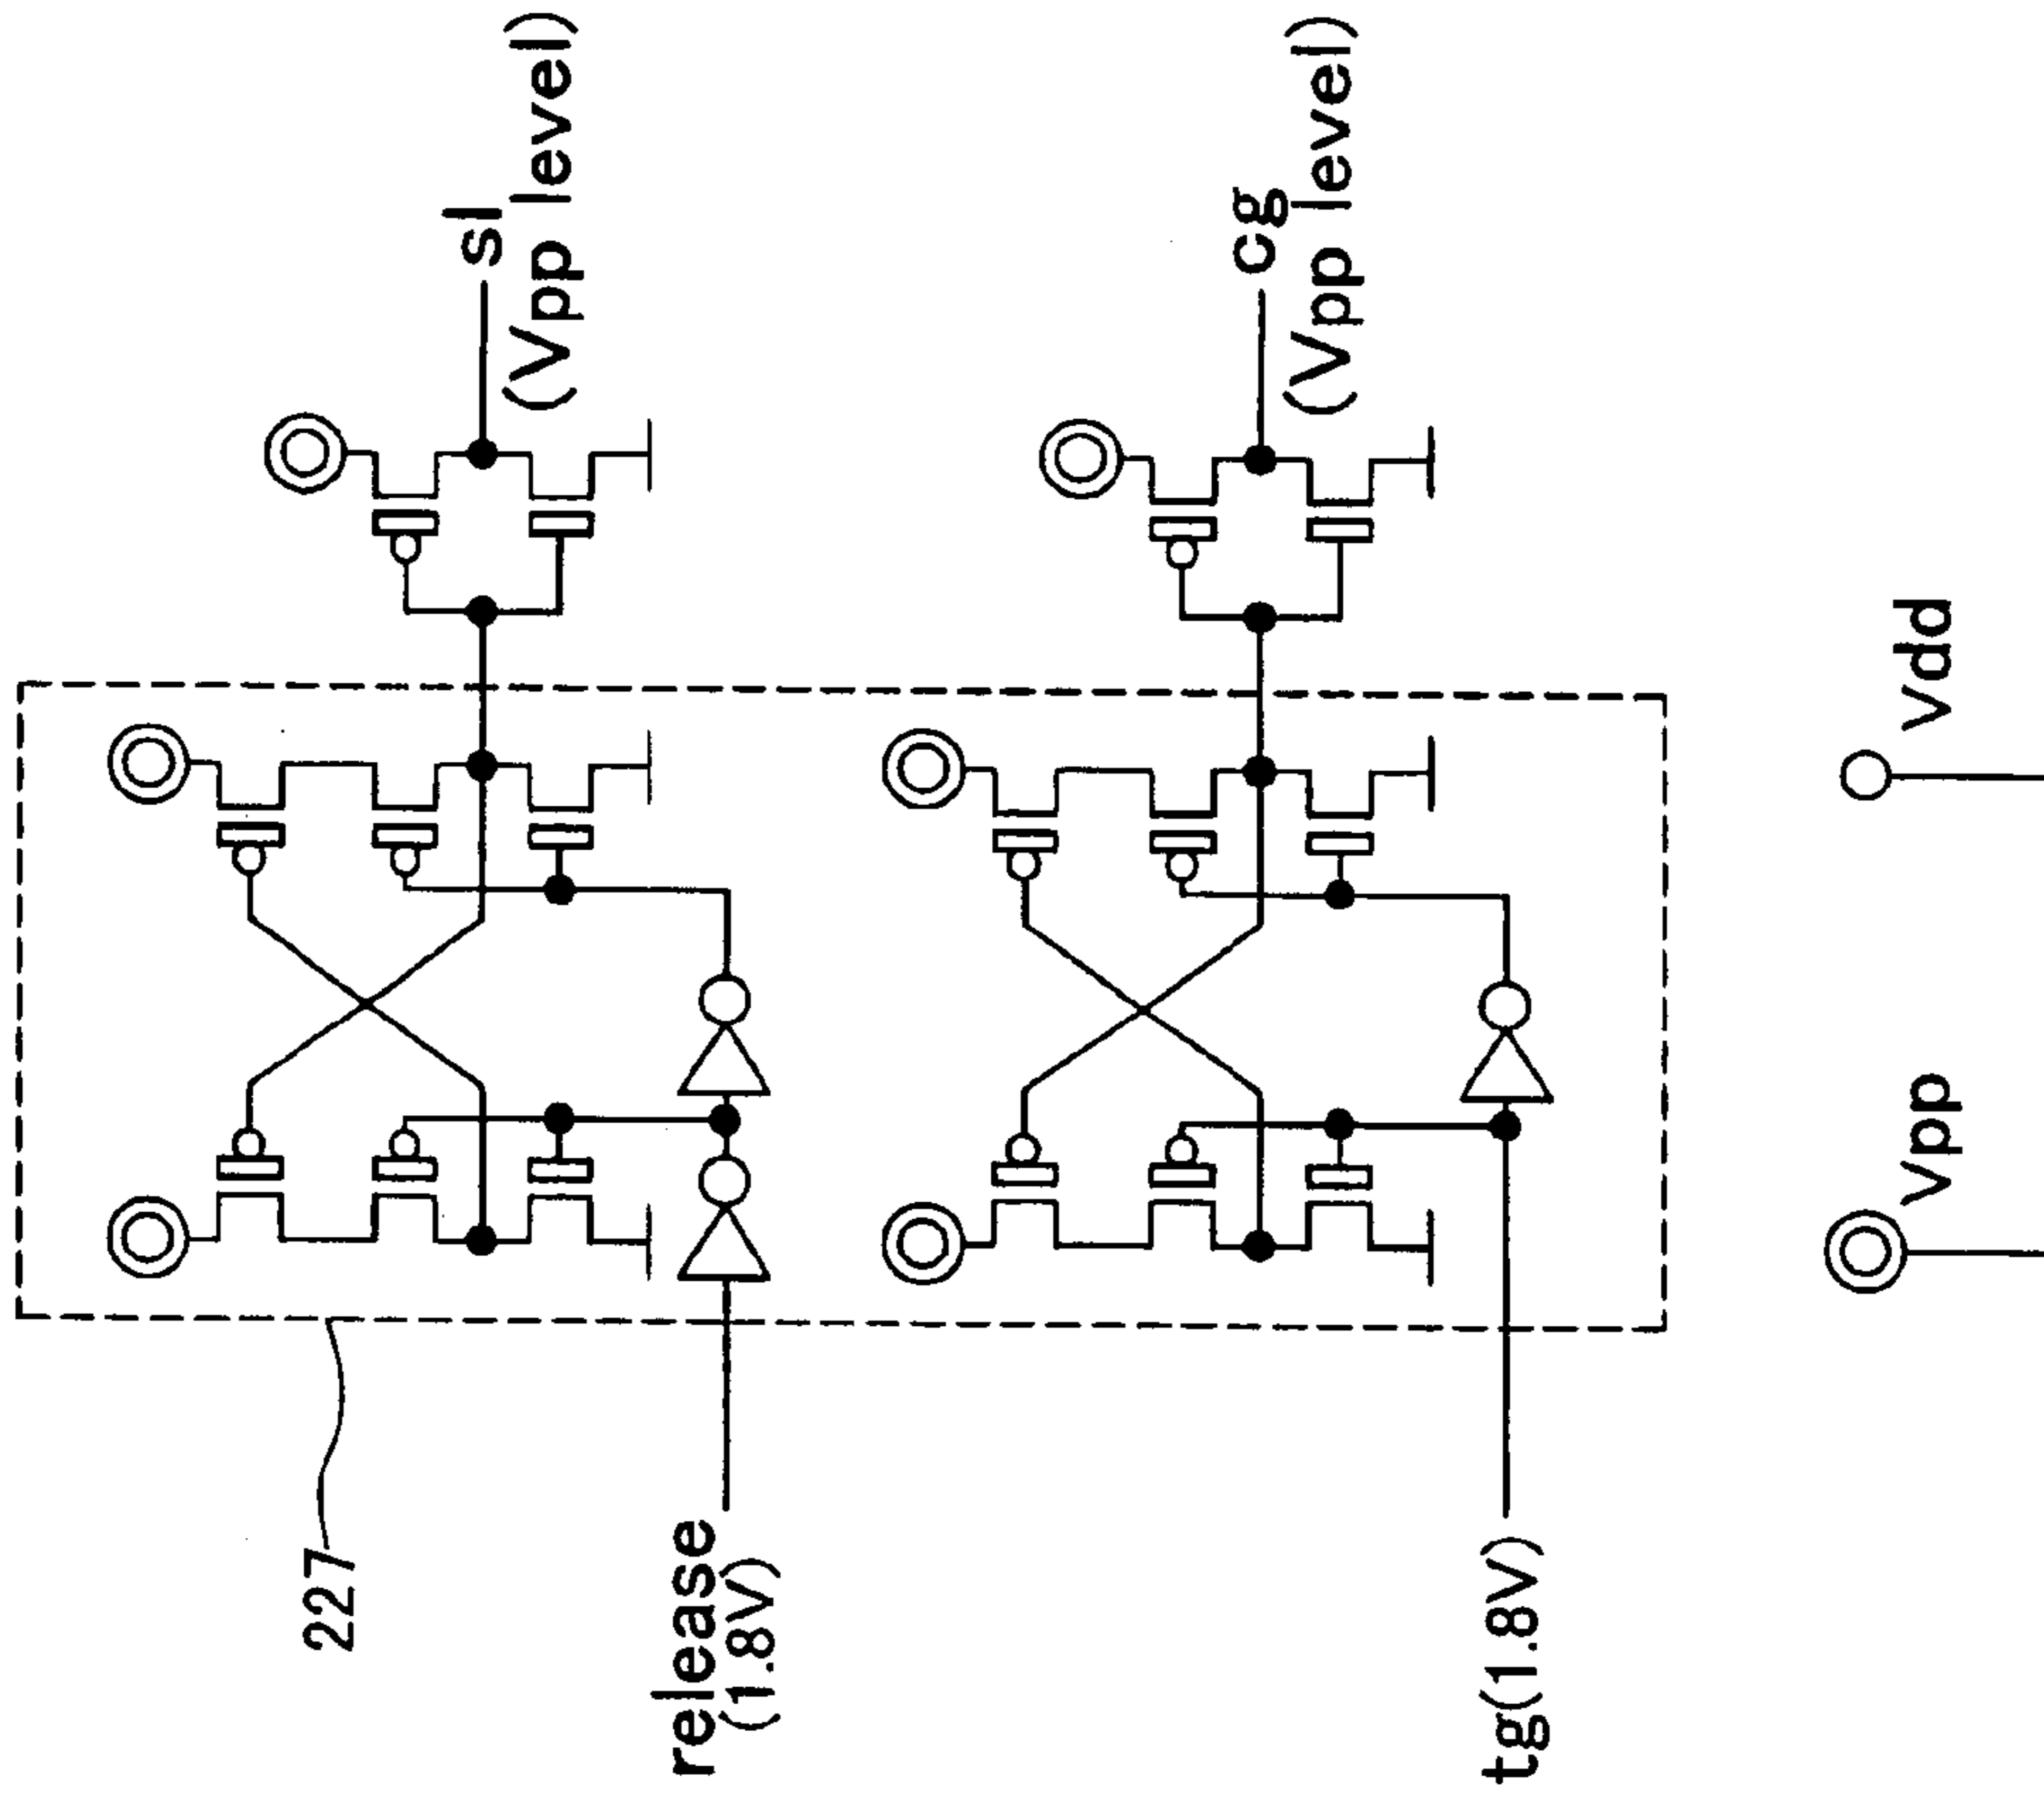 227
release
(1.8V)
sl
(Vpp level)
tg(1.8V)
cg
(Vpp level)
Vpp
Vdd